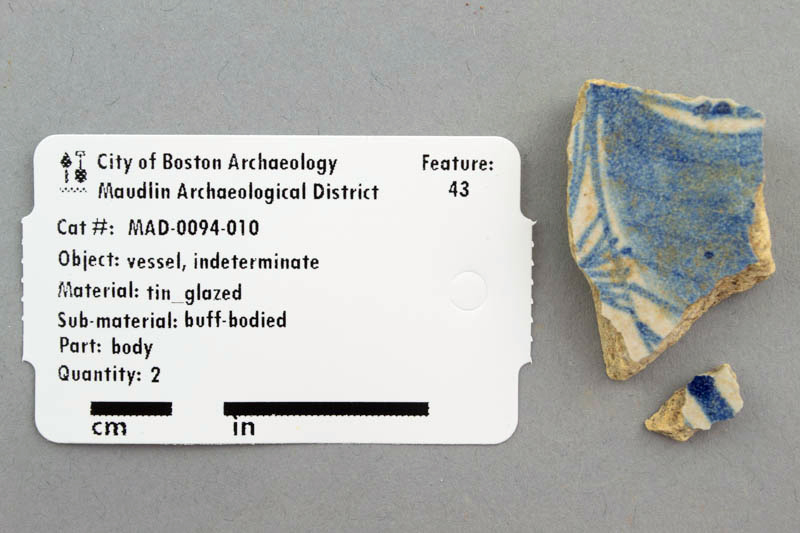 City of Boston Archaeology
Maudlin Archaeological District
Feature:
43
Cat #: MAD-0094-010
Object: vessel, indeterminate
Material: tin_glazed
Sub-material: buff-bodied
Part: body
Quantity: 2
cm in